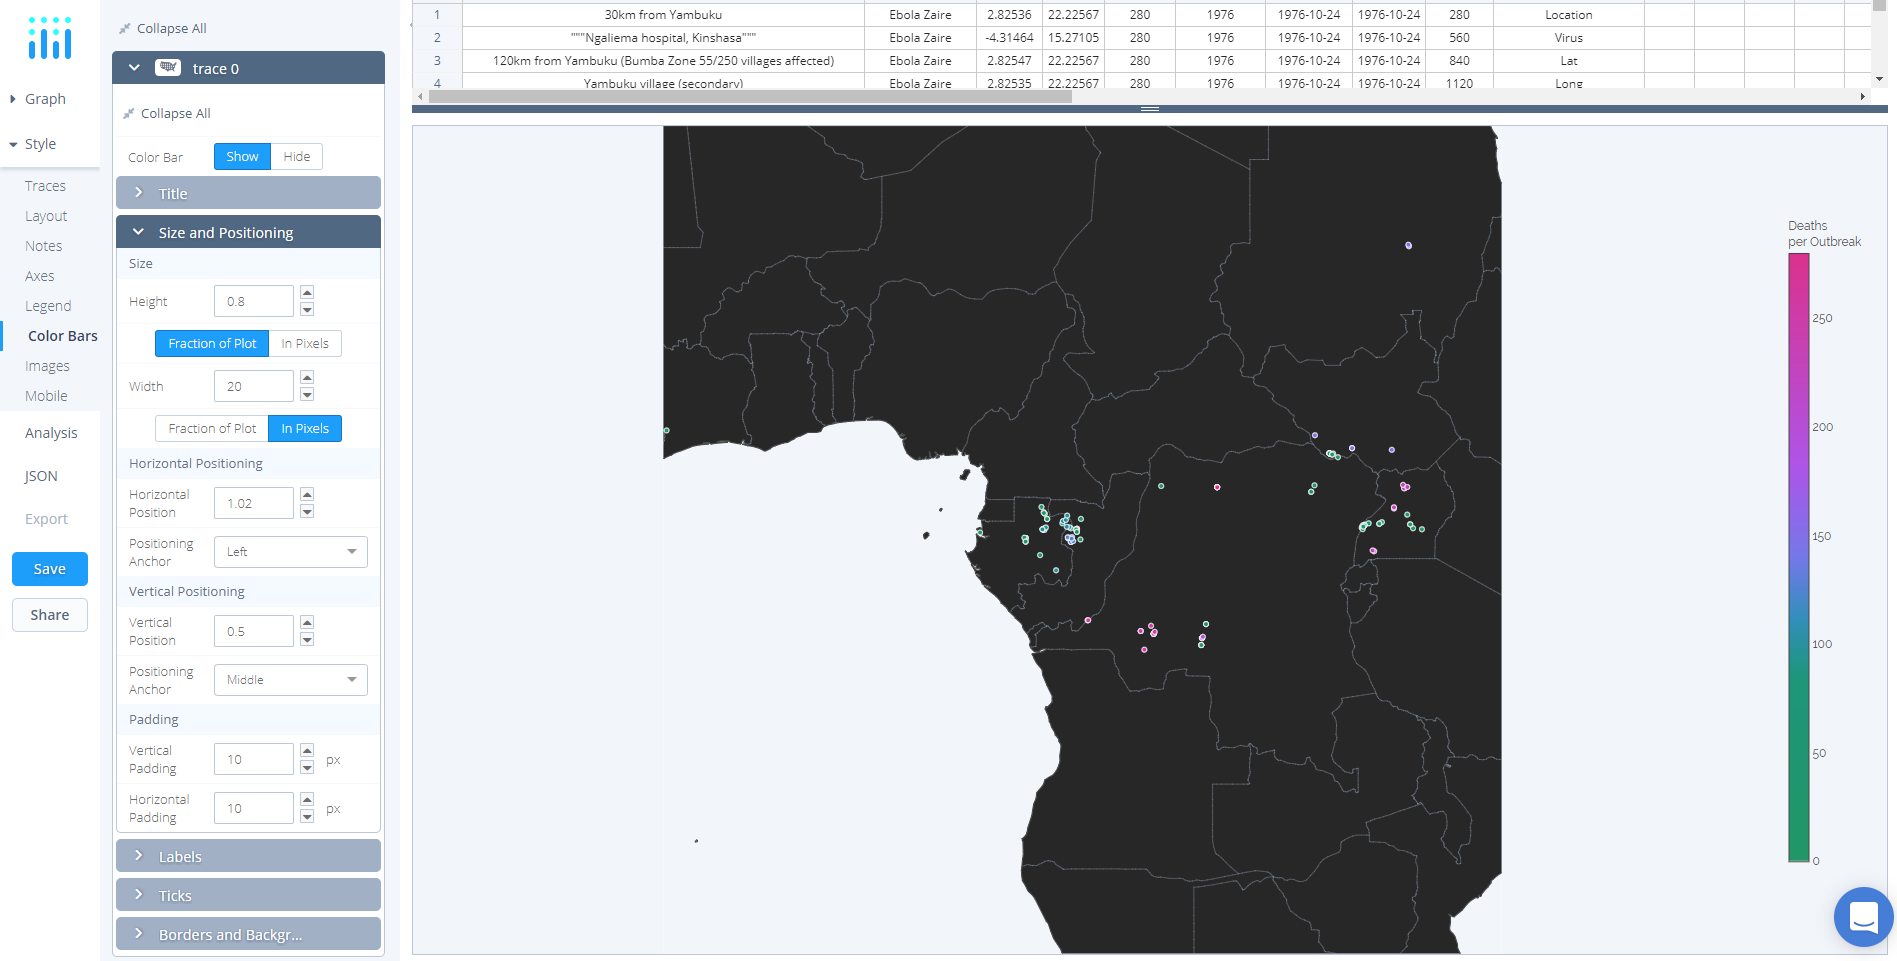 Collapse All
trace 0
Graph
Collapse All
Style
Color Bar
Show
Hide
Traces
Title
Layout
Size and Positioning
Notes
Size
Axes
Height
0.8
Legend
Color Bars
Fraction of Plot
In Pixels
Images
Width
20
Mobile
Fraction of Plot
In Pixels
Analysis
Horizontal Positioning
JSON
Horizontal
Position
1.02
Export
Positioning
Anchor
Left
Save
Vertical Positioning
Share
Vertical
Position
0.5
Positioning
Anchor
Middle
Padding
Vertical
Padding
10
px
Horizontal
Padding
10
px
Labels
Ticks
Borders and Backgr...
1 30km from Yambuku Ebola Zaire 2.82536 22.22567 280 1976 1976-10-24 1976-10-24 280 Location
2 """Ngaliema hospital, Kinshasa""" Ebola Zaire -4.31464 15.27105 280 1976 1976-10-24 1976-10-24 560 Virus
3 120km from Yambuku (Bumba Zone 55/250 villages affected) Ebola Zaire 2.82547 22.22567 280 1976 1976-10-24 1976-10-24 840 Lat
4 Yambuku village (secondary) Ebola Zaire 2.82535 22.22567 280 1976 1976-10-24 1976-10-24 1120 Long
Deaths
per Outbreak
250
200
150
100
50
0